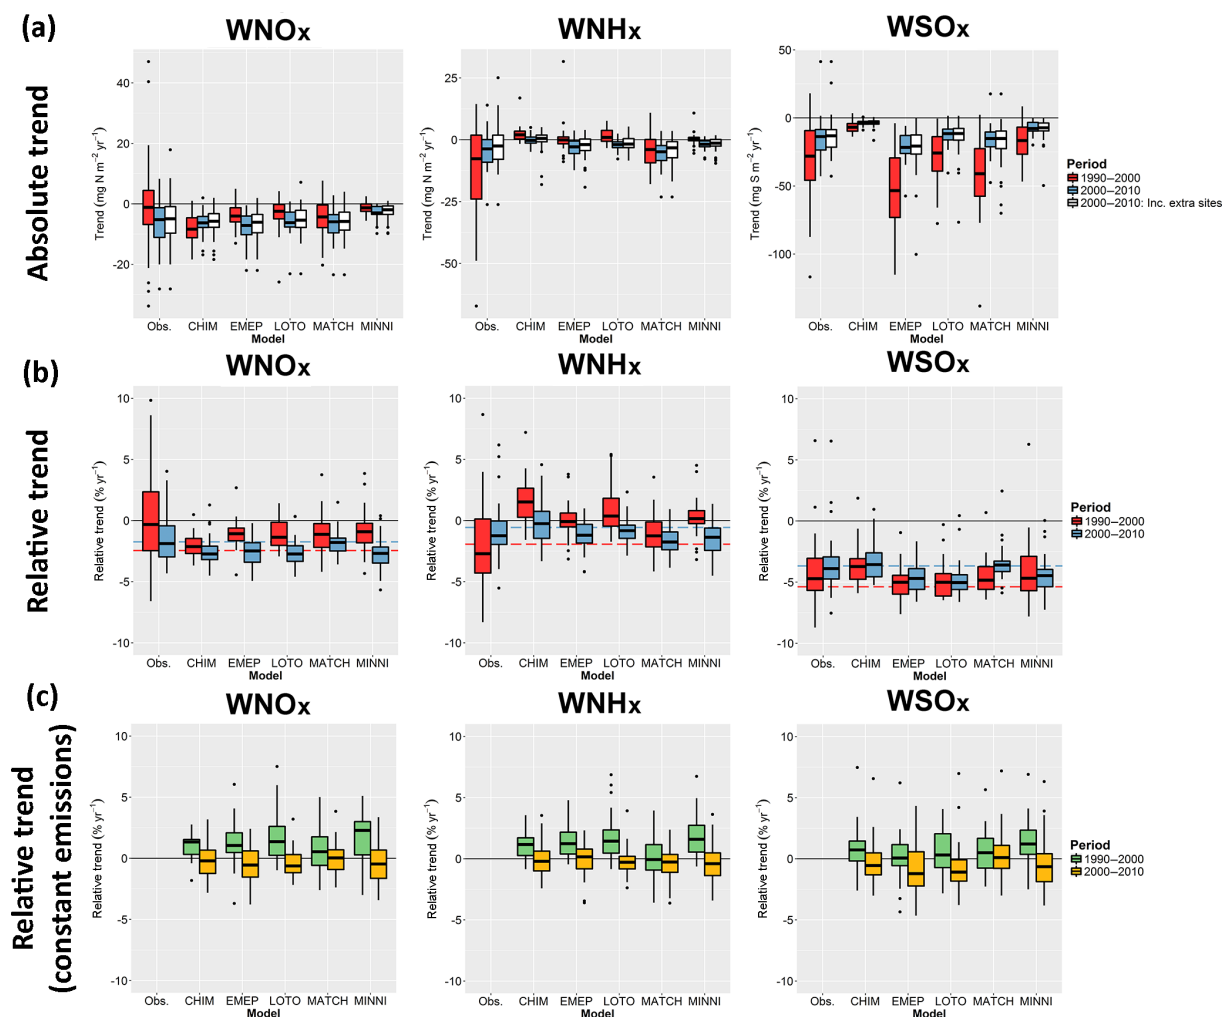 (a)
WNOx
WNHx
WSOx
Absolute trend
Trend (mg N m⁻² yr⁻¹)
40
20
0
-20
Obs. CHIM EMEP LOTO MATCH MINNI
Model
Trend (mg N m⁻² yr⁻¹)
25
0
-25
-50
Obs. CHIM EMEP LOTO MATCH MINNI
Model
Trend (mg S m⁻² yr⁻¹)
50
0
-50
-100
Obs. CHIM EMEP LOTO MATCH MINNI
Model
Period
1990–2000
2000–2010
2000–2010: Inc. extra sites
(b)
WNOx
WNHx
WSOx
Relative trend
Relative trend (% yr⁻¹)
10
5
0
-5
-10
Obs. CHIM EMEP LOTO MATCH MINNI
Model
Relative trend (% yr⁻¹)
10
5
0
-5
-10
Obs. CHIM EMEP LOTO MATCH MINNI
Model
Relative trend (% yr⁻¹)
10
5
0
-5
-10
Obs. CHIM EMEP LOTO MATCH MINNI
Model
Period
1990–2000
2000–2010
(c)
WNOx
WNHx
WSOx
Relative trend
(constant emissions)
Relative trend (% yr⁻¹)
10
5
0
-5
-10
Obs. CHIM EMEP LOTO MATCH MINNI
Model
Relative trend (% yr⁻¹)
10
5
0
-5
-10
Obs. CHIM EMEP LOTO MATCH MINNI
Model
Relative trend (% yr⁻¹)
10
5
0
-5
-10
Obs. CHIM EMEP LOTO MATCH MINNI
Model
Period
1990–2000
2000–2010